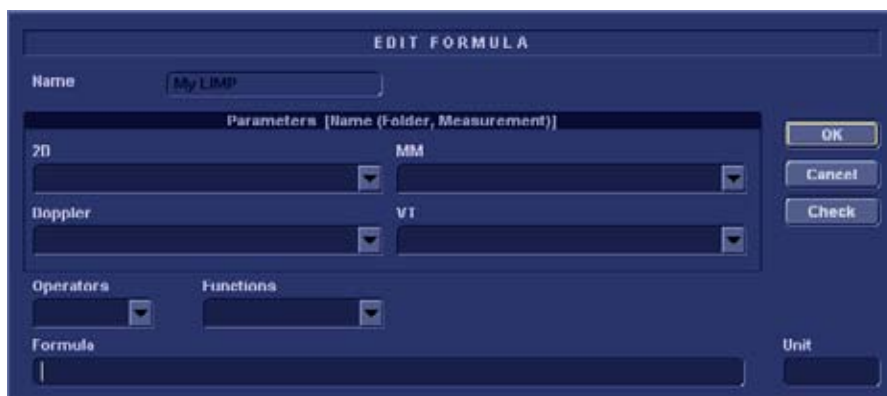 EDIT FORMULA
Name My LIMP
Parameters [Name (Folder, Measurement)]
OK
2D MM
Cancel
Doppler VT
Check
Operators Functions
Formula Unit